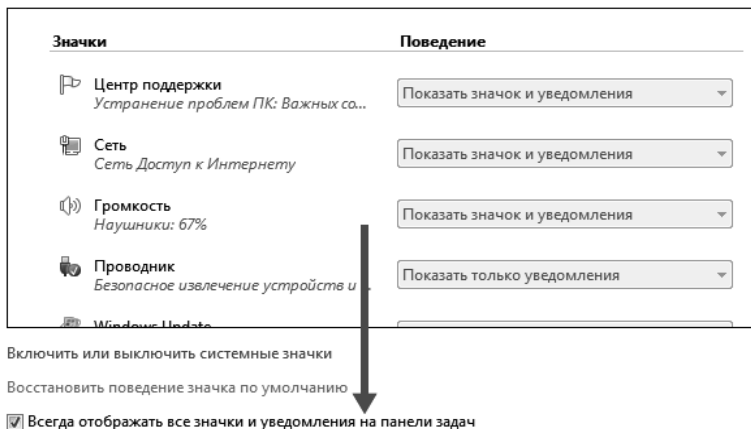 Значки Поведение
Центр поддержки
Устранение проблем ПК: Важных со...
Показать значок и уведомления
Сеть
Сеть Доступ к Интернету
Показать значок и уведомления
Громкость
Наушники: 67%
Показать значок и уведомления
Проводник
Безопасное извлечение устройств и
Показать только уведомления
Windows Update
Включить или выключить системные значки
Восстановить поведение значка по умолчанию
Всегда отображать все значки и уведомления на панели задач